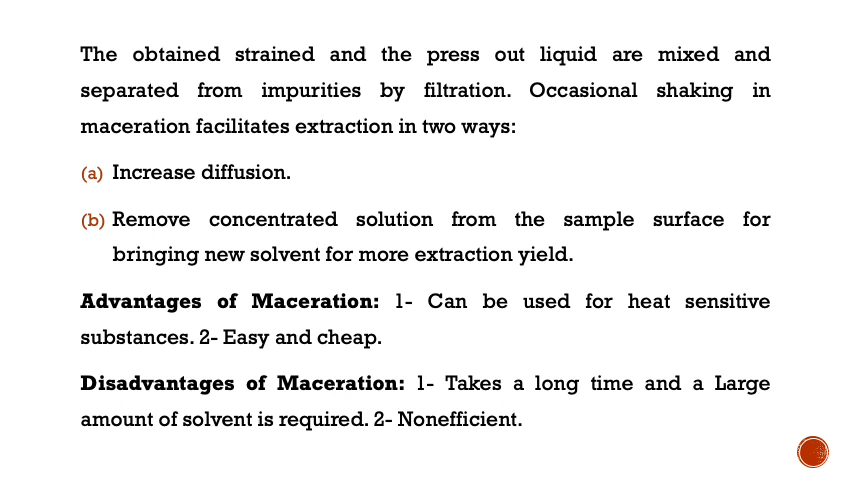 The obtained strained and the press out liquid are mixed and
separated from impurities by filtration. Occasional shaking in
maceration facilitates extraction in two ways:
(a) Increase diffusion.
(b) Remove concentrated solution from the sample surface for
bringing new solvent for more extraction yield.
Advantages of Maceration: 1- Can be used for heat sensitive
substances. 2- Easy and cheap.
Disadvantages of Maceration: 1- Takes a long time and a Large
amount of solvent is required. 2- Nonefficient.